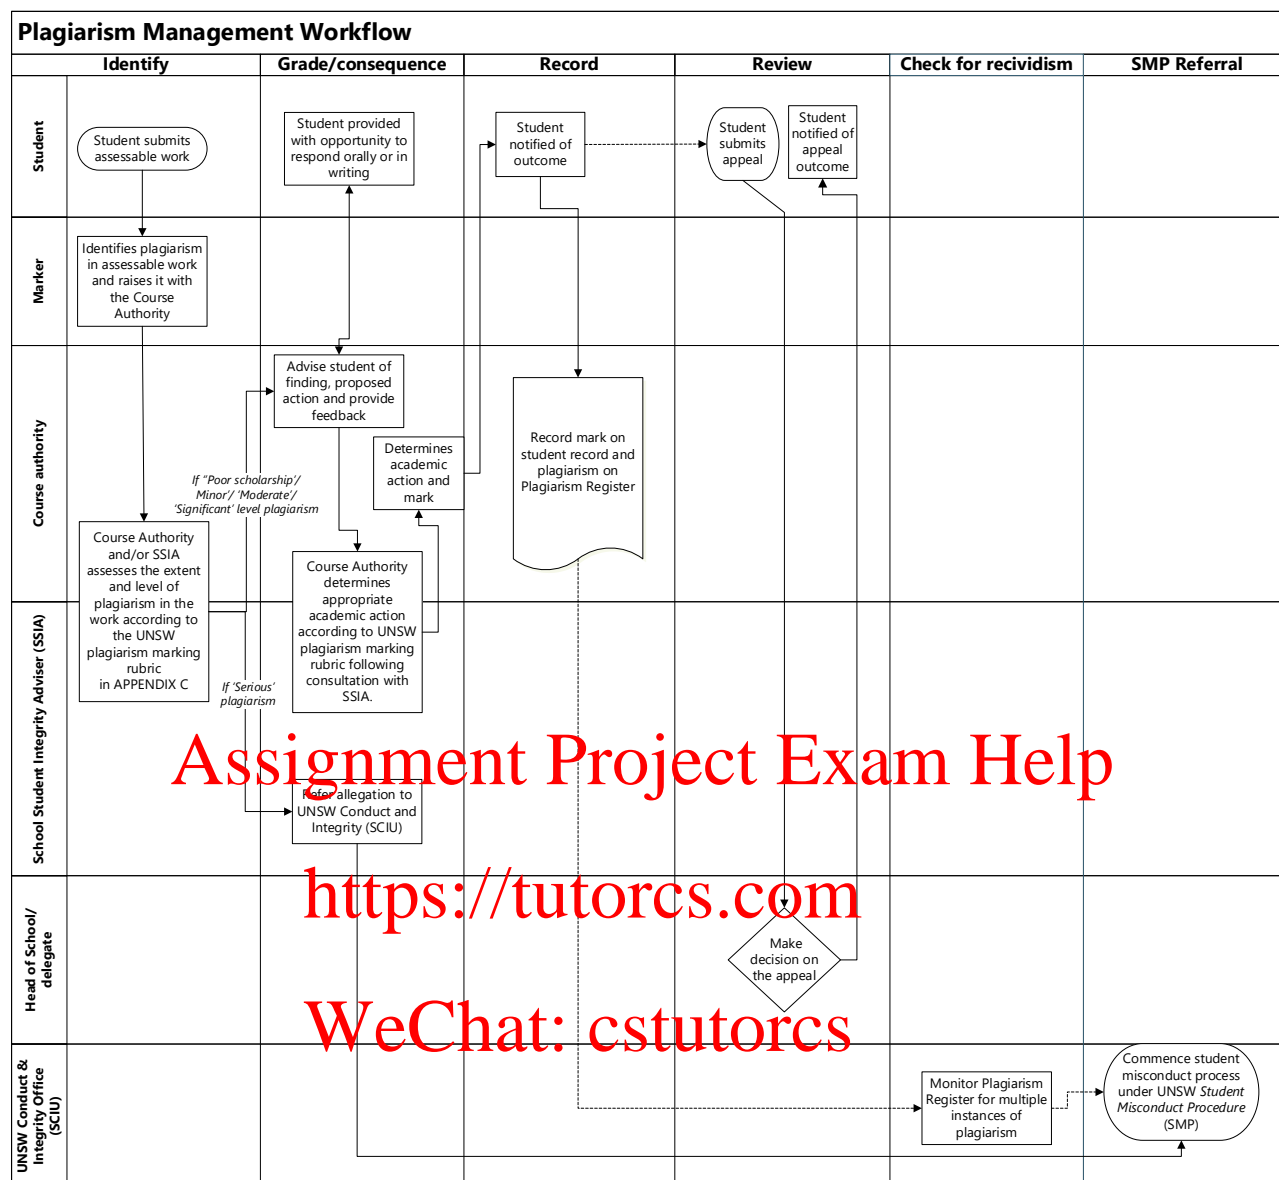 Plagiarism Management Workflow
Identify
Grade/consequence
Record
Review
Check for recividism
SMP Referral
Student
Student submits
assessable work
Student provided
with opportunity to
respond orally or in
writing
Student
notified of
outcome
Student
submits
appeal
Student
notified of
appeal
outcome
Marker
Identifies plagiarism
in assessable work
and raises it with
the Course
Authority
Course authority
Advise student of
finding, proposed
action and provide
feedback
Determines
academic
action and
mark
Record mark on
student record and
plagiarism on
Plagiarism Register
If "Poor scholarship'/
Minor'/ 'Moderate'/
'Significant' level plagiarism
Course Authority
and/or SSIA
assesses the extent
and level of
plagiarism in the
work according to
the UNSW
plagiarism marking
rubric
in APPENDIX C
Course Authority
determines
appropriate
academic action
according to UNSW
plagiarism marking
rubric following
consultation with
SSIA.
School Student Integrity Adviser (SSIA)
If 'Serious'
plagiarism
Assignment Project Exam Help
Refer allegation to
UNSW Conduct and
Integrity (SCIU)
https://tutorcs.com
Head of School/
delegate
Make
decision on
the appeal
WeChat: cstutorcs
UNSW Conduct &
Integrity Office
(SCIU)
Monitor Plagiarism
Register for multiple
instances of
plagiarism
Commence student
misconduct process
under UNSW Student
Misconduct Procedure
(SMP)